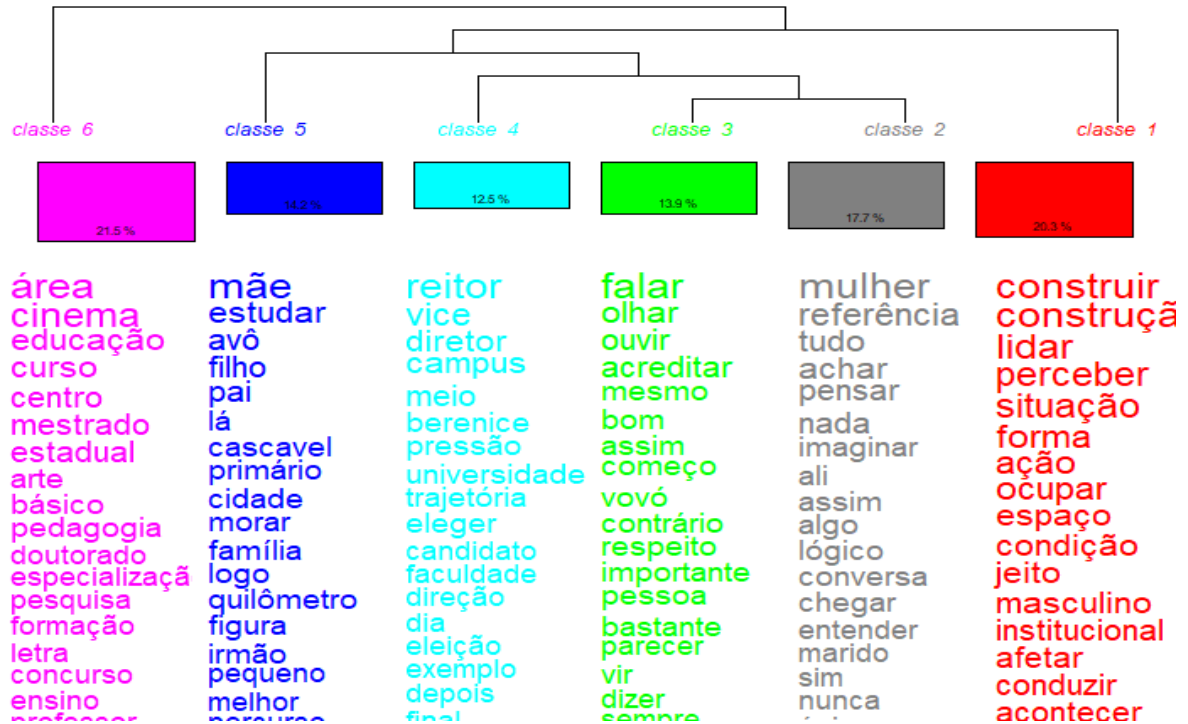 classe 6
classe 5
classe 4
classe 3
classe 2
classe 1
21.5 %
14.2 %
12.5 %
13.9 %
17.7 %
20.3 %
área
cinema
educação
curso
centro
mestrado
estadual
arte
básico
pedagogia
doutorado
especializaçã
pesquisa
formação
letra
concurso
ensino
professor
mãe
estudar
avô
filho
pai
lá
cascavel
primário
cidade
morar
família
logo
quilômetro
figura
irmão
pequeno
melhor
percurso
reitor
vice
diretor
campus
meio
berenice
pressão
universidade
trajetória
eleger
candidato
faculdade
direção
dia
eleição
exemplo
depois
final
falar
olhar
ouvir
acreditar
mesmo
bom
assim
começo
vovó
contrário
respeito
importante
pessoa
bastante
parecer
vir
dizer
sempre
mulher
referência
tudo
achar
pensar
nada
imaginar
ali
assim
algo
lógico
conversa
chegar
entender
marido
sim
nunca
construir
construçã
lidar
perceber
situação
forma
ação
ocupar
espaço
condição
jeito
masculino
institucional
afetar
conduzir
acontecer